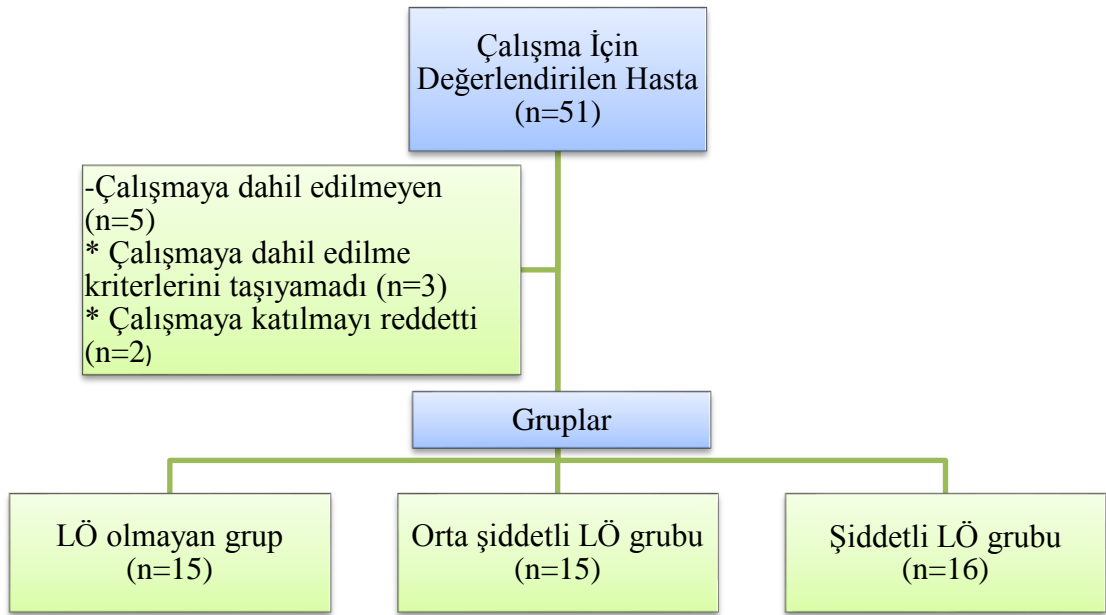 Çalışma İçin
Değerlendirilen Hasta
(n=51)
-Çalışmaya dahil edilmeyen
(n=5)
* Çalışmaya dahil edilme
kriterlerini taşıyamadı (n=3)
* Çalışmaya katılmayı reddetti
(n=2)
Gruplar
LÖ olmayan grup
(n=15)
Orta şiddetli LÖ grubu
(n=15)
Şiddetli LÖ grubu
(n=16)